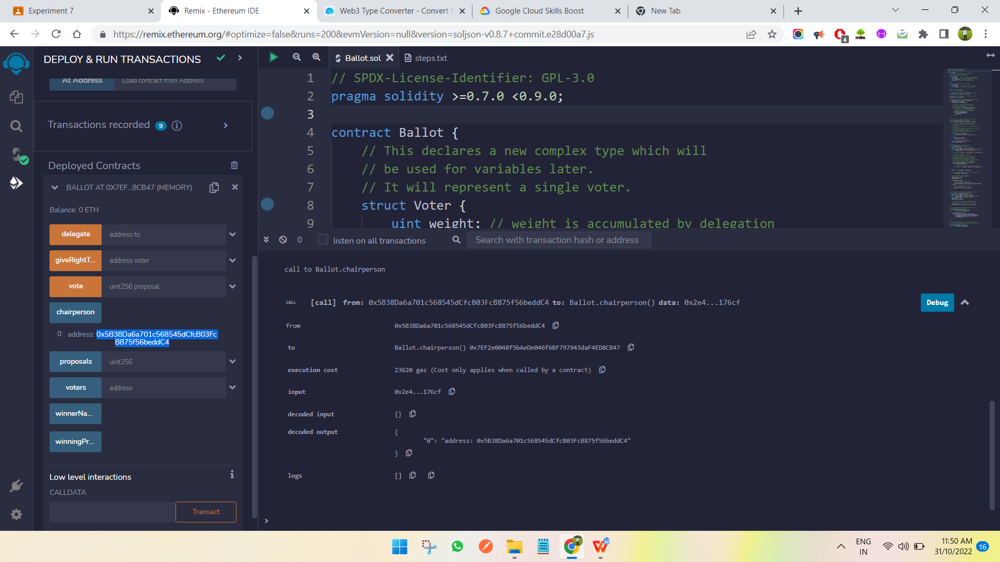 Experiment 7
Remix - Ethereum IDE
Web3 Type Converter - Convert f
Google Cloud Skills Boost
New Tab
https://remix.ethereum.org/#optimize=false&runs=200&evmVersion=null&version=soljson-v0.8.7+commit.e28d00a7.js
4
HTML
DEPLOY & RUN TRANSACTIONS
At Address
Load contract from Address
Transactions recorded 9 i
Deployed Contracts
BALLOT AT 0X7EF...8CB47 (MEMORY)
Balance: 0 ETH
delegate
address to
giveRightT...
address voter
vote
uint256 proposal
chairperson
0: address: 0x5B38Da6a701c568545dCfcB03Fc
B875f56beddC4
proposals
uint256
voters
address
winnerNa...
winningPr...
Low level interactions
i
CALLDATA
Transact
Ballot.sol
steps.txt
1 // SPDX-License-Identifier: GPL-3.0
2 pragma solidity >=0.7.0 <0.9.0;
3
4 contract Ballot {
5 // This declares a new complex type which will
6 // be used for variables later.
7 // It will represent a single voter.
8 struct Voter {
9 uint weight; // weight is accumulated by delegation
0
listen on all transactions
Search with transaction hash or address
call to Ballot.chairperson
CALL [call] from: 0x5B38Da6a701c568545dCfcB03FcB875f56beddC4 to: Ballot.chairperson() data: 0x2e4...176cf
Debug
from 0x5B38Da6a701c568545dCfcB03FcB875f56beddC4
to Ballot.chairperson() 0x7EF2e0048f5bAeDe046f6BF797943daF4ED8CB47
execution cost 23620 gas (Cost only applies when called by a contract)
input 0x2e4...176cf
decoded input {}
decoded output {
"0": "address: 0x5B38Da6a701c568545dCfcB03FcB875f56beddC4"
}
logs []
>
ENG
IN
11:50 AM
31/10/2022
16